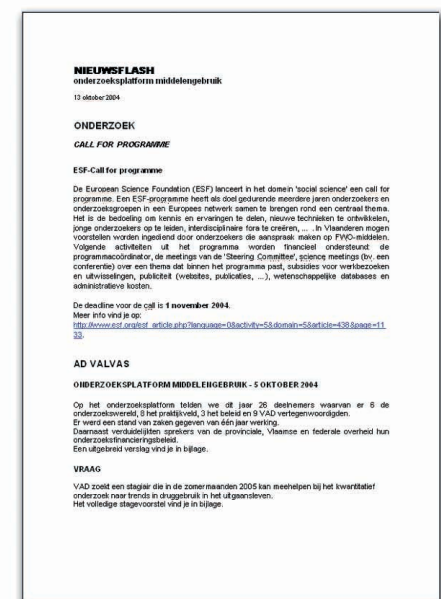 NIEUWSFLASH
onderzoeksplatform middelengebruik
13 oktober 2004
ONDERZOEK
CALL FOR PROGRAMME
ESF-Call for programme
De European Science Foundation (ESF) lanceert in het domein 'social science' een call for
programme. Een ESF-programme heeft als doel gedurende meerdere jaren onderzoekers en
onderzoeksgroepen in een Europees netwerk samen te brengen rond een centraal thema.
Het is de bedoeling om kennis en ervaringen te delen, nieuwe technieken te ontwikkelen,
jonge onderzoekers op te leiden, interdisciplinaire fora te creëren, ... . In Vlaanderen mogen
voorstellen worden ingediend door onderzoekers die aanspraak maken op FWO-middelen.
Volgende activiteiten uit het programma worden financieel ondersteund: de
programmacoördinator, de meetings van de 'Steering Committee', science meetings (bv. een
conferentie) over een thema dat binnen het programma past, subsidies voor werkbezoeken
en uitwisselingen, publiciteit (websites, publicaties, ...), wetenschappelijke databases en
administratieve kosten.
De deadline voor de call is 1 november 2004.
Meer info vind je op:
http://www.esf.org/esf_article.php?language=0&activity=5&domain=5&article=438&page=11
33.
AD VALVAS
ONDERZOEKSPLATFORM MIDDELENGEBRUIK - 5 OKTOBER 2004
Op het onderzoeksplatform telden we dit jaar 26 deelnemers waarvan er 6 de
onderzoekswereld, 8 het praktijkveld, 3 het beleid en 9 VAD vertegenwoordigden.
Er werd een stand van zaken gegeven van één jaar werking.
Daarnaast verduidelijkten sprekers van de provinciale, Vlaamse en federale overheid hun
onderzoeksfinancieringsbeleid.
Een uitgebreid verslag vind je in bijlage.
VRAAG
VAD zoekt een stagiair die in de zomermaanden 2005 kan meehelpen bij het kwantitatief
onderzoek naar trends in druggebruik in het uitgaansleven.
Het volledige stagevoorstel vind je in bijlage.